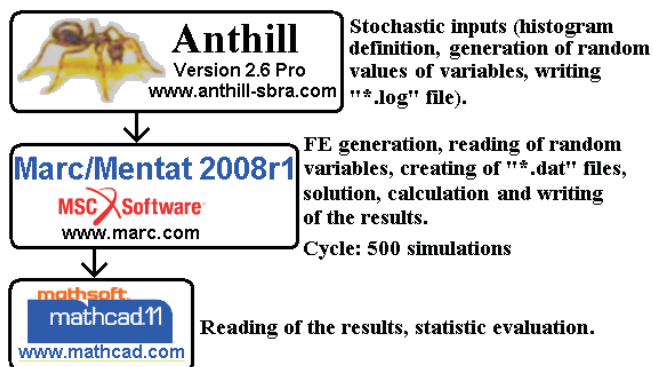 Anthill
Version 2.6 Pro
www.anthill-sbra.com
Stochastic inputs (histogram
definition, generation of random
values of variables, writing
"*.log" file).
Marc/Mentat 2008r1
MSC Software
www.marc.com
FE generation, reading of random
variables, creating of "*.dat" files,
solution, calculation and writing
of the results.
Cycle: 500 simulations
mathsoft
mathcad11
www.mathcad.com
Reading of the results, statistic evaluation.